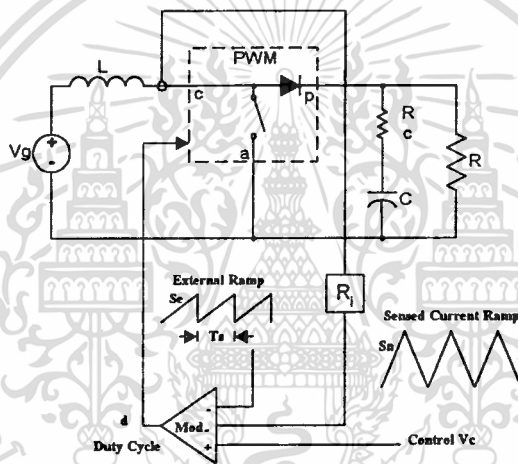 PWM
L
c
p
R
c
Vg
+
-
a
R
C
External Ramp
Se
Ts
Ri
Sensed Current Ramp
Sn
d
Mod.
-
-
+
Duty Cycle
Control Vc